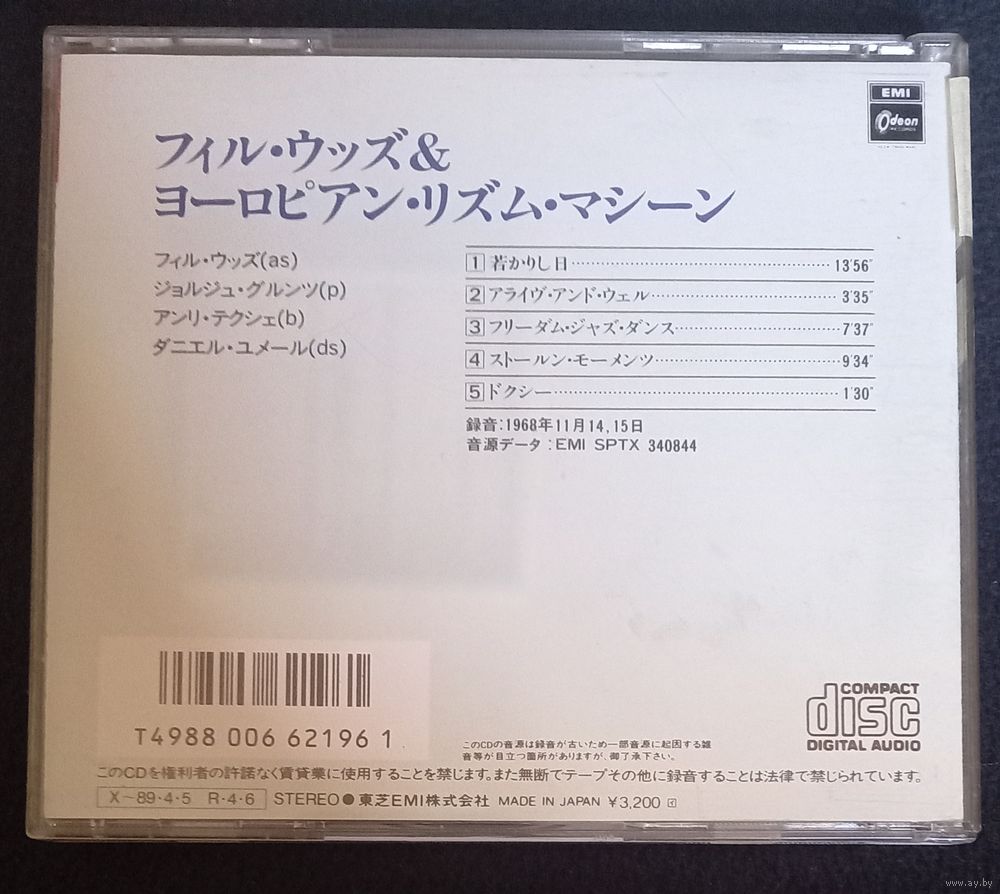 EMI
Odeon
フィル・ウッズ&
ヨーロピアン・リズム・マシーン
フィル・ウッズ(as)
ジョルジュ・グルンツ(p)
アンリ・テクシェ(b)
ダニエル・ユメール(ds)
1 若かりし日 13′56″
2 アライヴ・アンド・ウェル 3′35″
3 フリーダム・ジャズ・ダンス 7′37″
4 ストールン・モーメンツ 9′34″
5 ドクシー 1′30″
録音:1968年11月14,15日
音源データ:EMI SPTX 340844
T4988 006 62196 1
COMPACT
disc
DIGITAL AUDIO
このCDの音源は録音が古いため一部音源に起因する雑
音等が目立つ箇所がありますが、御了承下さい。
このCDを権利者の許諾なく賃貸業に使用することを禁じます。また無断でテープその他に録音することは法律で禁じられています。
X-89・4・5 R・4・6 STEREO●東芝EMI株式会社 MADE IN JAPAN ¥3,200
www.ay.by